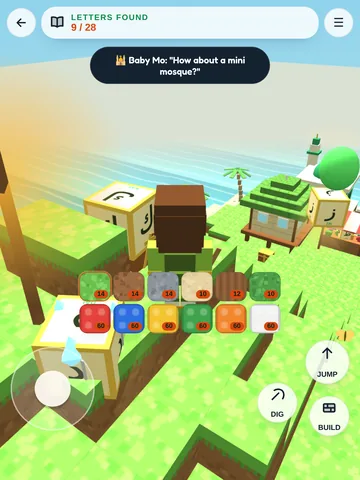 LETTERS FOUND
9 / 28
🕌 Baby Mo: "How about a mini
mosque?"
ك
ز
14
14
14
10
12
10
60
60
60
60
60
60
JUMP
DIG
BUILD